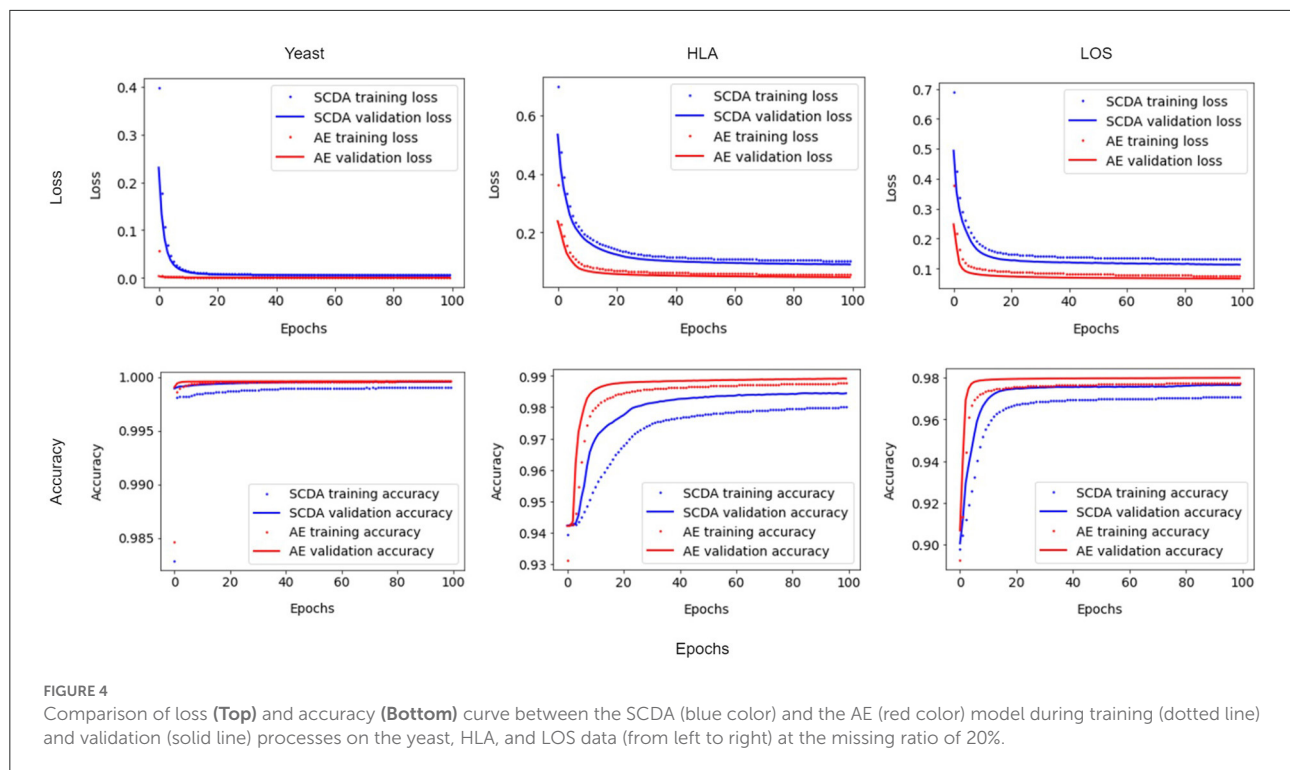 Yeast
HLA
LOS
Loss
Loss
0.4
0.3
0.2
0.1
0.0
SCDA training loss
SCDA validation loss
AE training loss
AE validation loss
0 20 40 60 80 100
Epochs
Loss
0.6
0.4
0.2
SCDA training loss
SCDA validation loss
AE training loss
AE validation loss
0 20 40 60 80 100
Epochs
Loss
0.7
0.6
0.5
0.4
0.3
0.2
0.1
SCDA training loss
SCDA validation loss
AE training loss
AE validation loss
0 20 40 60 80 100
Epochs
Accuracy
Accuracy
1.000
0.995
0.990
0.985
SCDA training accuracy
SCDA validation accuracy
AE training accuracy
AE validation accuracy
0 20 40 60 80 100
Epochs
Accuracy
0.99
0.98
0.97
0.96
0.95
0.94
0.93
SCDA training accuracy
SCDA validation accuracy
AE training accuracy
AE validation accuracy
0 20 40 60 80 100
Epochs
Accuracy
0.98
0.96
0.94
0.92
0.90
SCDA training accuracy
SCDA validation accuracy
AE training accuracy
AE validation accuracy
0 20 40 60 80 100
Epochs
Epochs
FIGURE 4
Comparison of loss (Top) and accuracy (Bottom) curve between the SCDA (blue color) and the AE (red color) model during training (dotted line)
and validation (solid line) processes on the yeast, HLA, and LOS data (from left to right) at the missing ratio of 20%.